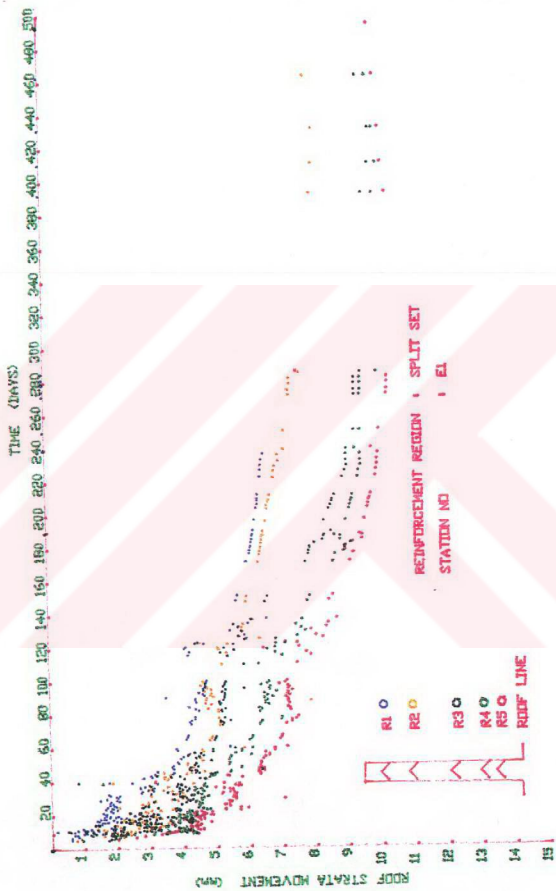 TIME (DAYS)
20 40 60 80 100 120 140 160 180 200 220 240 260 280 300 320 340 360 380 400 420 440 460 480 500
ROOF STRATA MOVEMENT (mm)
1
2
3
4
5
6
7
8
9
10
11
12
13
14
15
REINFORCEMENT REGION : SPLIT SET
STATION NO : E1
R1
R2
R3
R4
R5
ROOF LINE